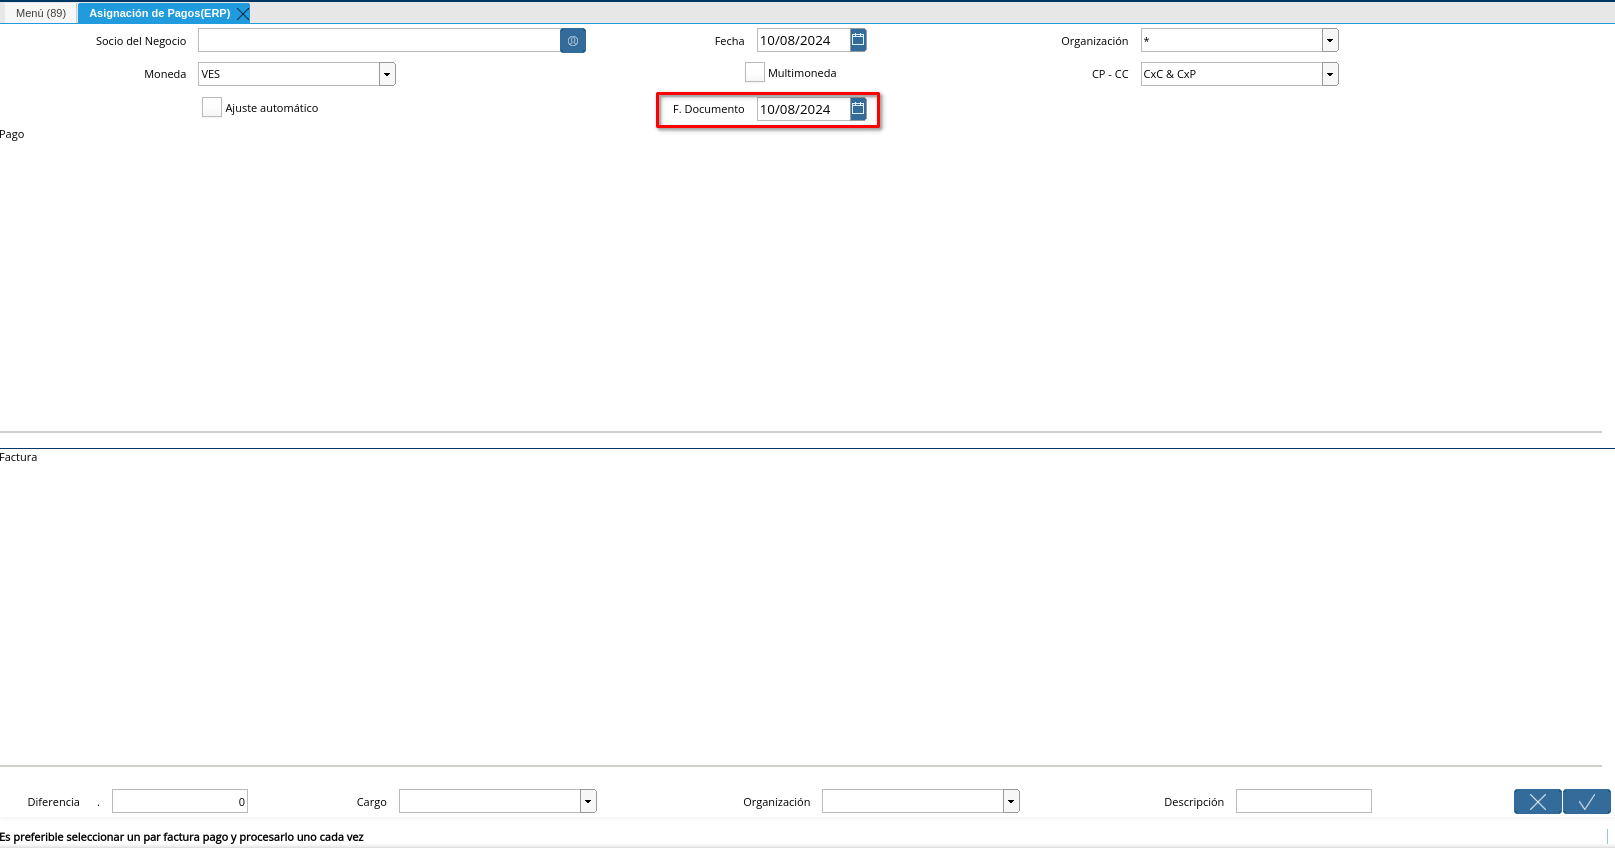 Menú (89) Asignación de Pagos(ERP)
Socio del Negocio Fecha 10/08/2024 Organización *
Moneda VES Multimoneda CP - CC CxC & CxP
Ajuste automático F. Documento 10/08/2024
Pago
Factura
Diferencia . 0 Cargo Organización Descripción
Es preferible seleccionar un par factura pago y procesarlo uno cada vez